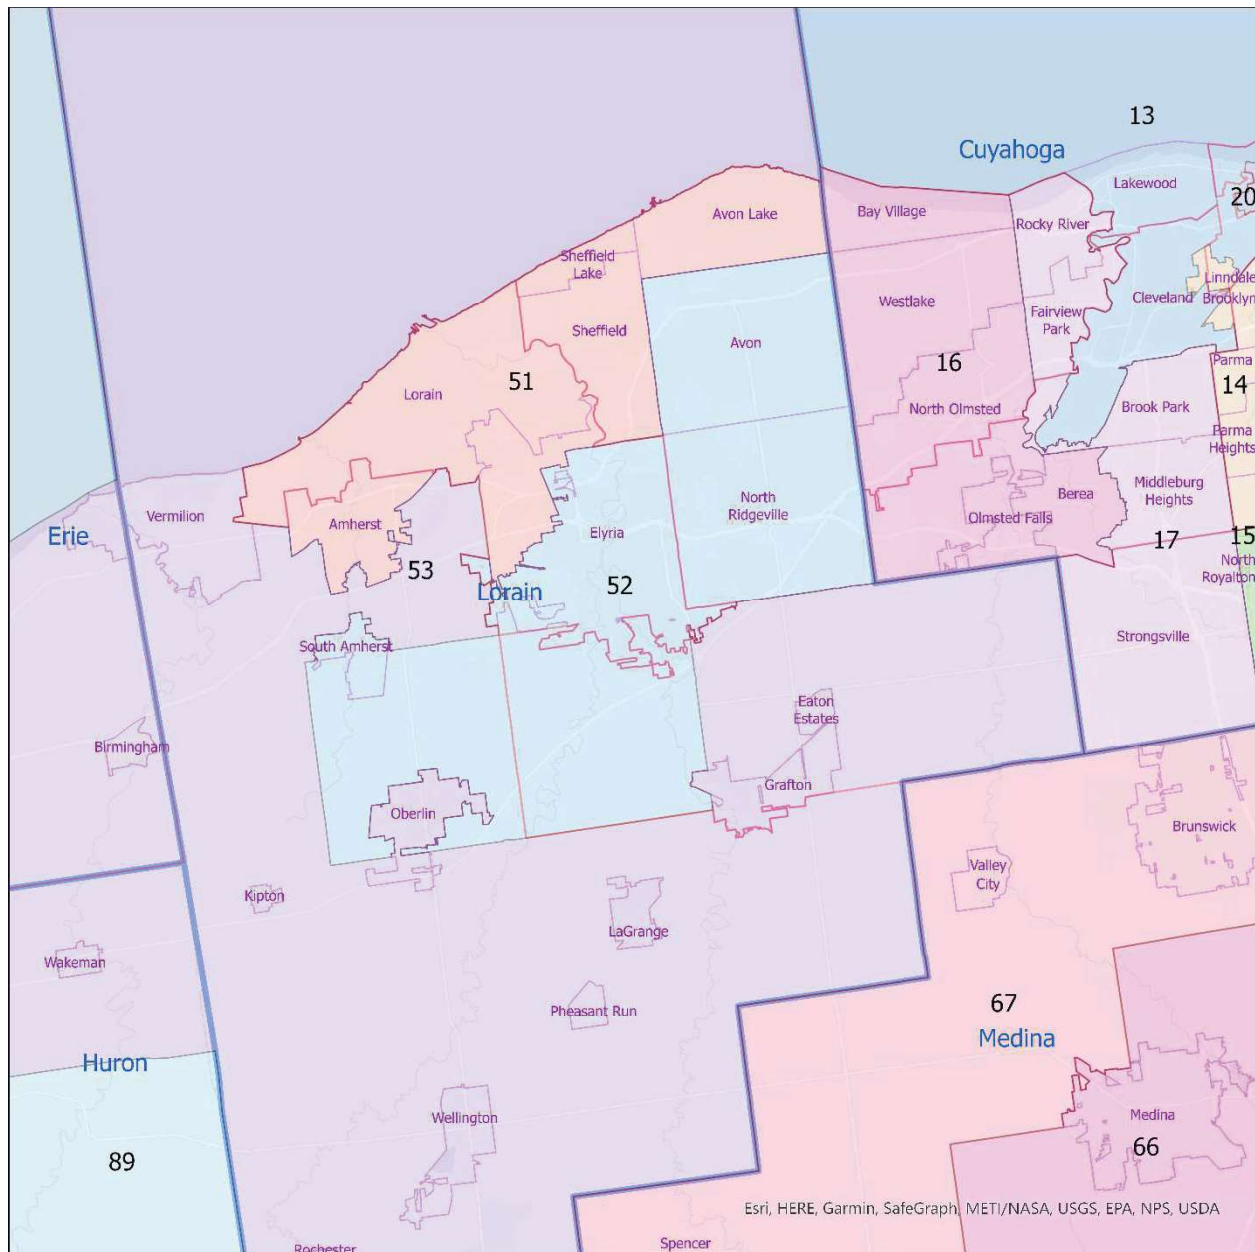 13
Cuyahoga
Lakewood
20
Avon Lake
Bay Village
Rocky River
Sheffield
Lake
Linndale
Westlake
Cleveland
Brooklyn
Sheffield
Fairview
Park
Avon
Parma
16
51
14
Lorain
North Olmsted
Brook Park
Parma
Heights
Middleburg
Heights
Berea
North
Ridgeville
Vermilion
Amherst
Olmsted Falls
Elyria
Erie
17
15
53
Lorain
52
North
Royalton
Strongsville
South Amherst
Eaton
Estates
Birmingham
Grafton
Oberlin
Brunswick
Valley
City
Kipton
LaGrange
Wakeman
67
Pheasant Run
Medina
Huron
Wellington
Medina
66
89
Esri, HERE, Garmin, SafeGraph, METI/NASA, USGS, EPA, NPS, USDA
Rochester
Spencer